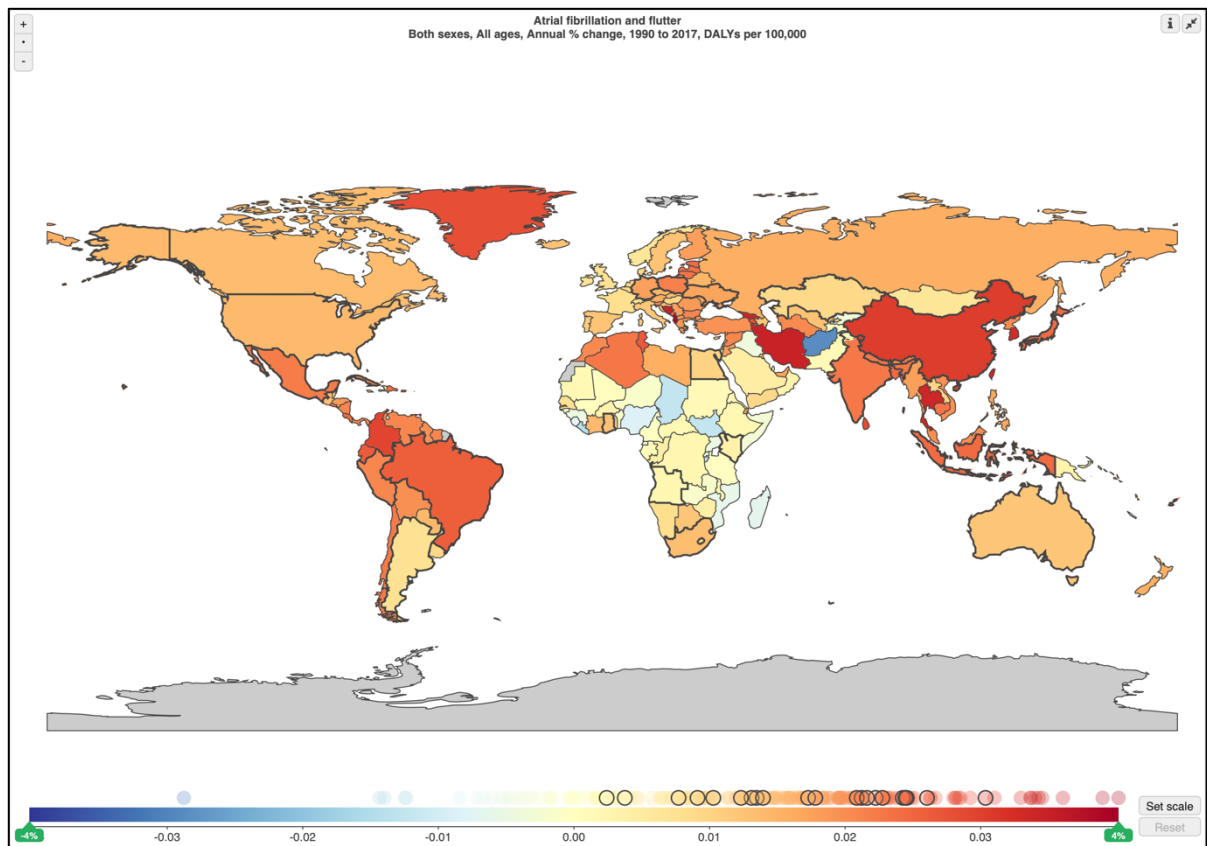 +
Atrial fibrillation and flutter
i
Both sexes, All ages, Annual % change, 1990 to 2017, DALYs per 100,000
-
Set scale
-4%
-0.03
-0.02
-0.01
0.00
0.01
0.02
0.03
4%
Reset